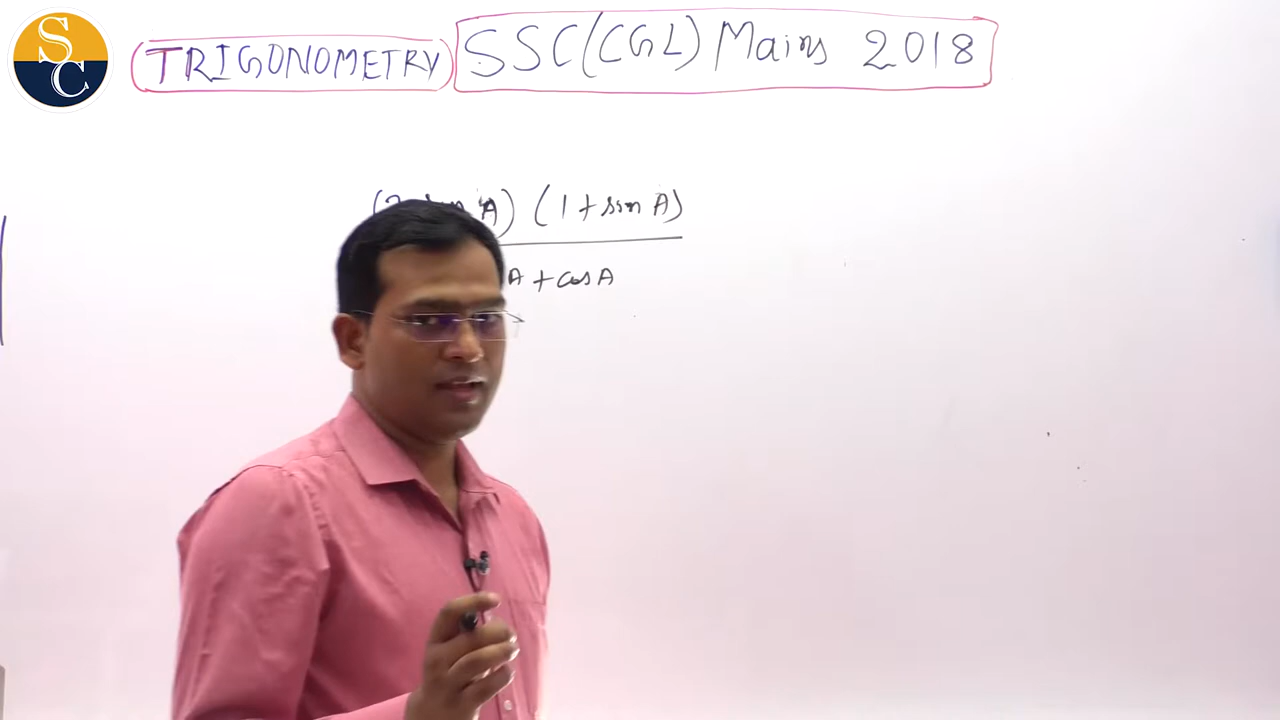 SC
(TRIGONOMETRY) SSC (CGL) Mains 2018
A) (1 + sin A)
A + cos A